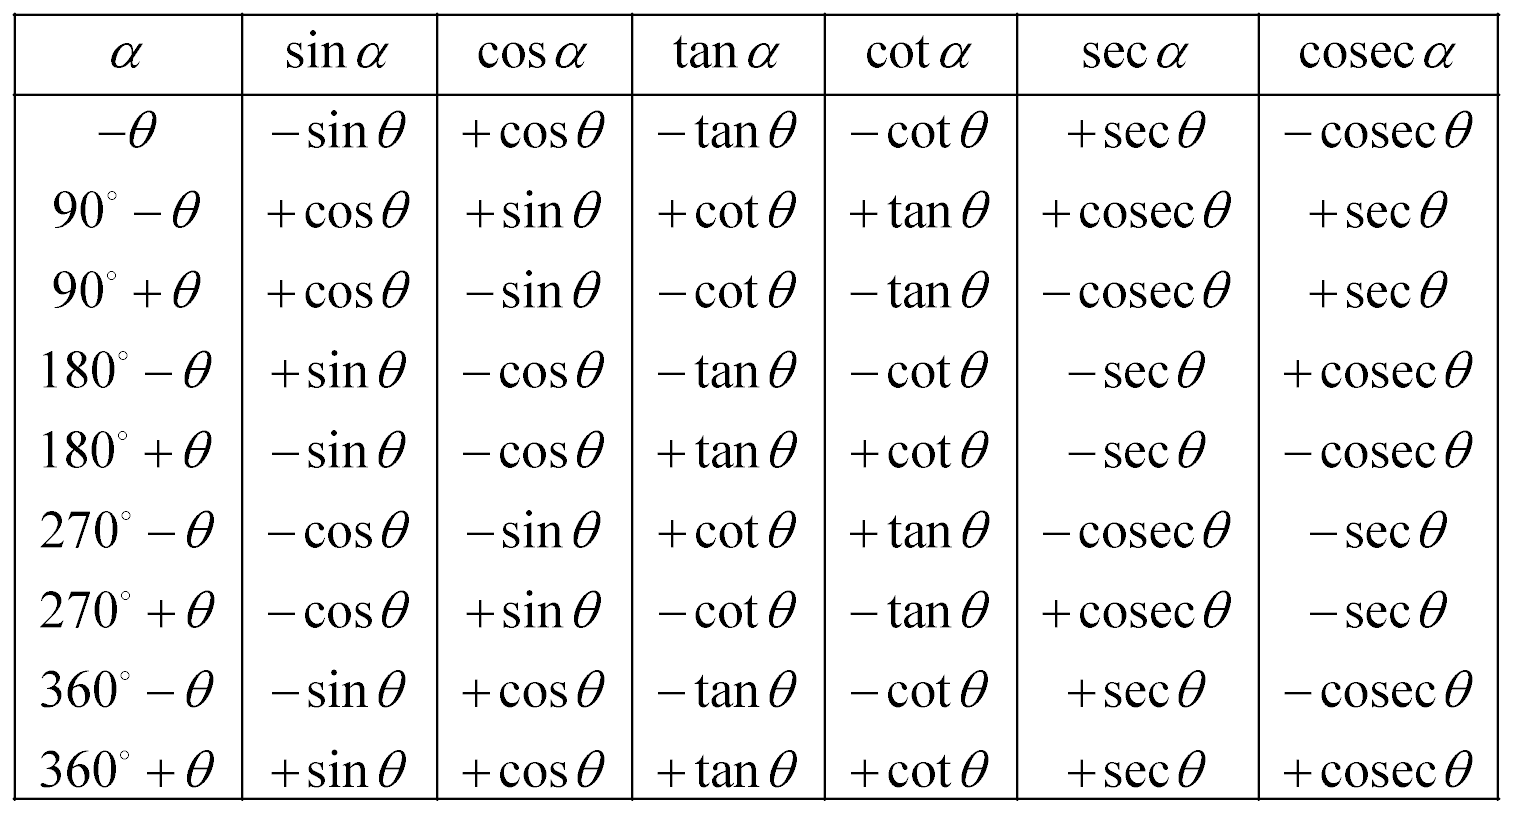 α sin α cos α tan α cot α sec α cosec α
−θ −sin θ +cos θ −tan θ −cot θ +sec θ −cosec θ
90° − θ +cos θ +sin θ +cot θ +tan θ +cosec θ +sec θ
90° + θ +cos θ −sin θ −cot θ −tan θ −cosec θ +sec θ
180° − θ +sin θ −cos θ −tan θ −cot θ −sec θ +cosec θ
180° + θ −sin θ −cos θ +tan θ +cot θ −sec θ −cosec θ
270° − θ −cos θ −sin θ +cot θ +tan θ −cosec θ −sec θ
270° + θ −cos θ +sin θ −cot θ −tan θ +cosec θ −sec θ
360° − θ −sin θ +cos θ −tan θ −cot θ +sec θ −cosec θ
360° + θ +sin θ +cos θ +tan θ +cot θ +sec θ +cosec θ